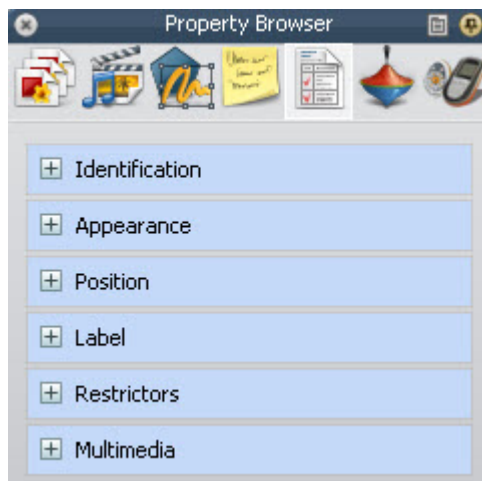 Property Browser
Identification
Appearance
Position
Label
Restrictors
Multimedia